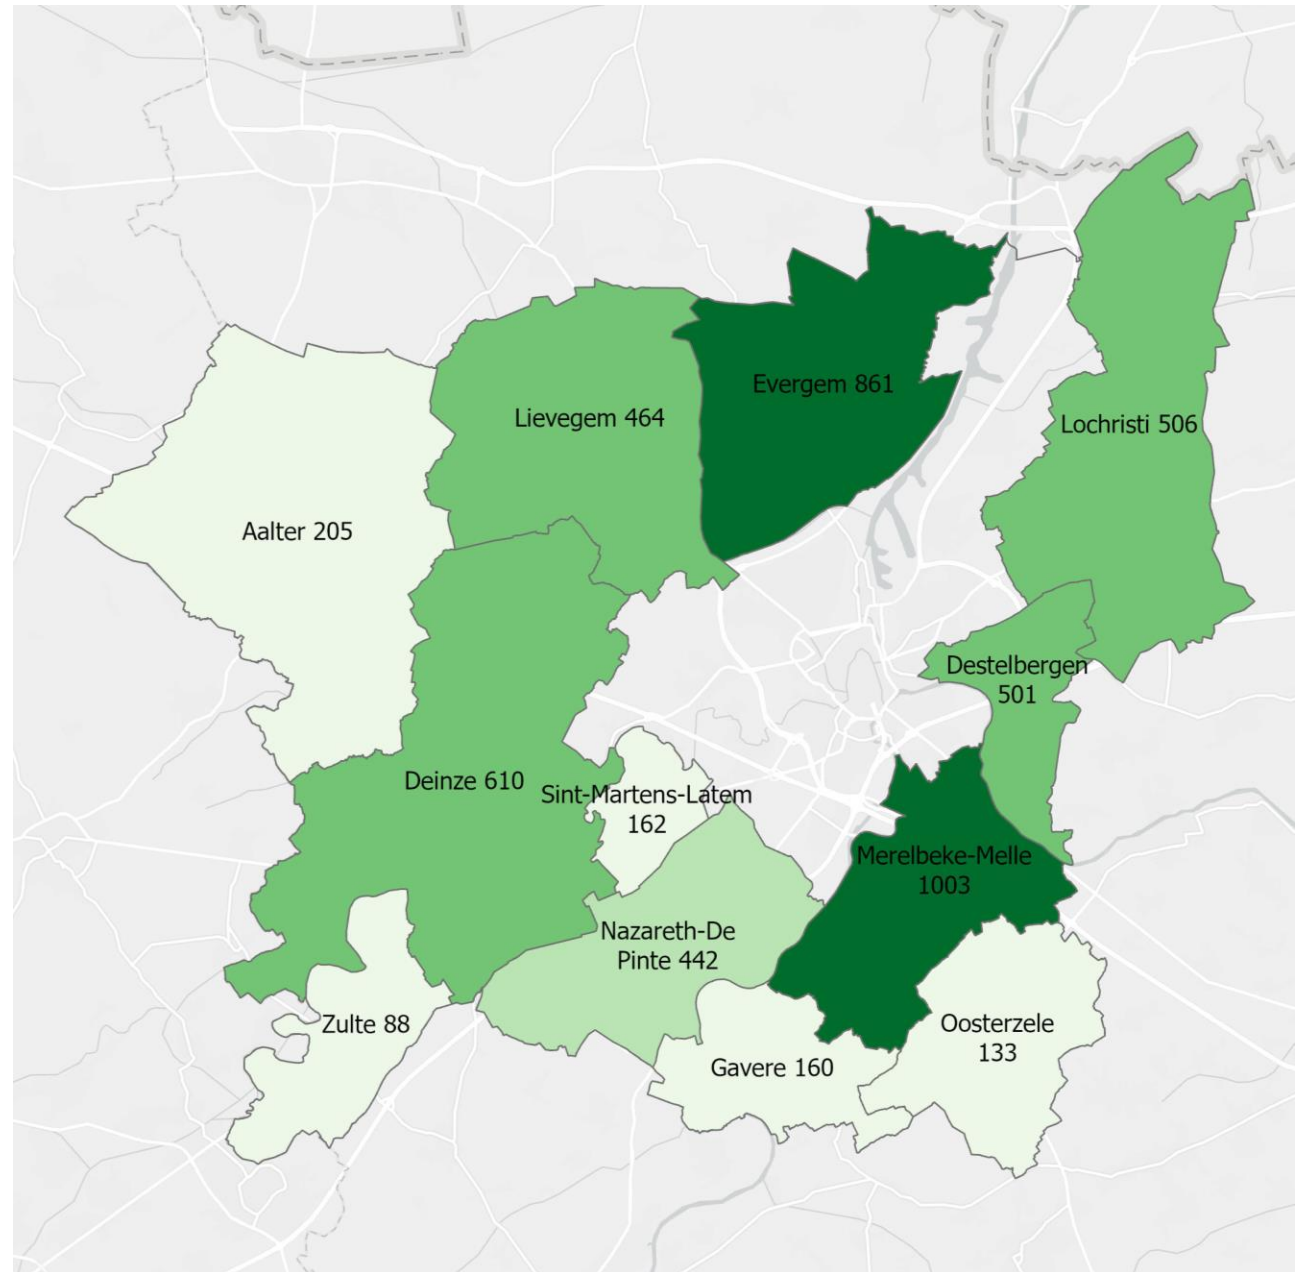 Evergem 861
Lievegem 464
Lochristi 506
Aalter 205
Destelbergen
501
Deinze 610
Sint-Martens-Latem
162
Merelbeke-Melle
1003
Nazareth-De
Pinte 442
Zulte 88
Oosterzele
133
Gavere 160